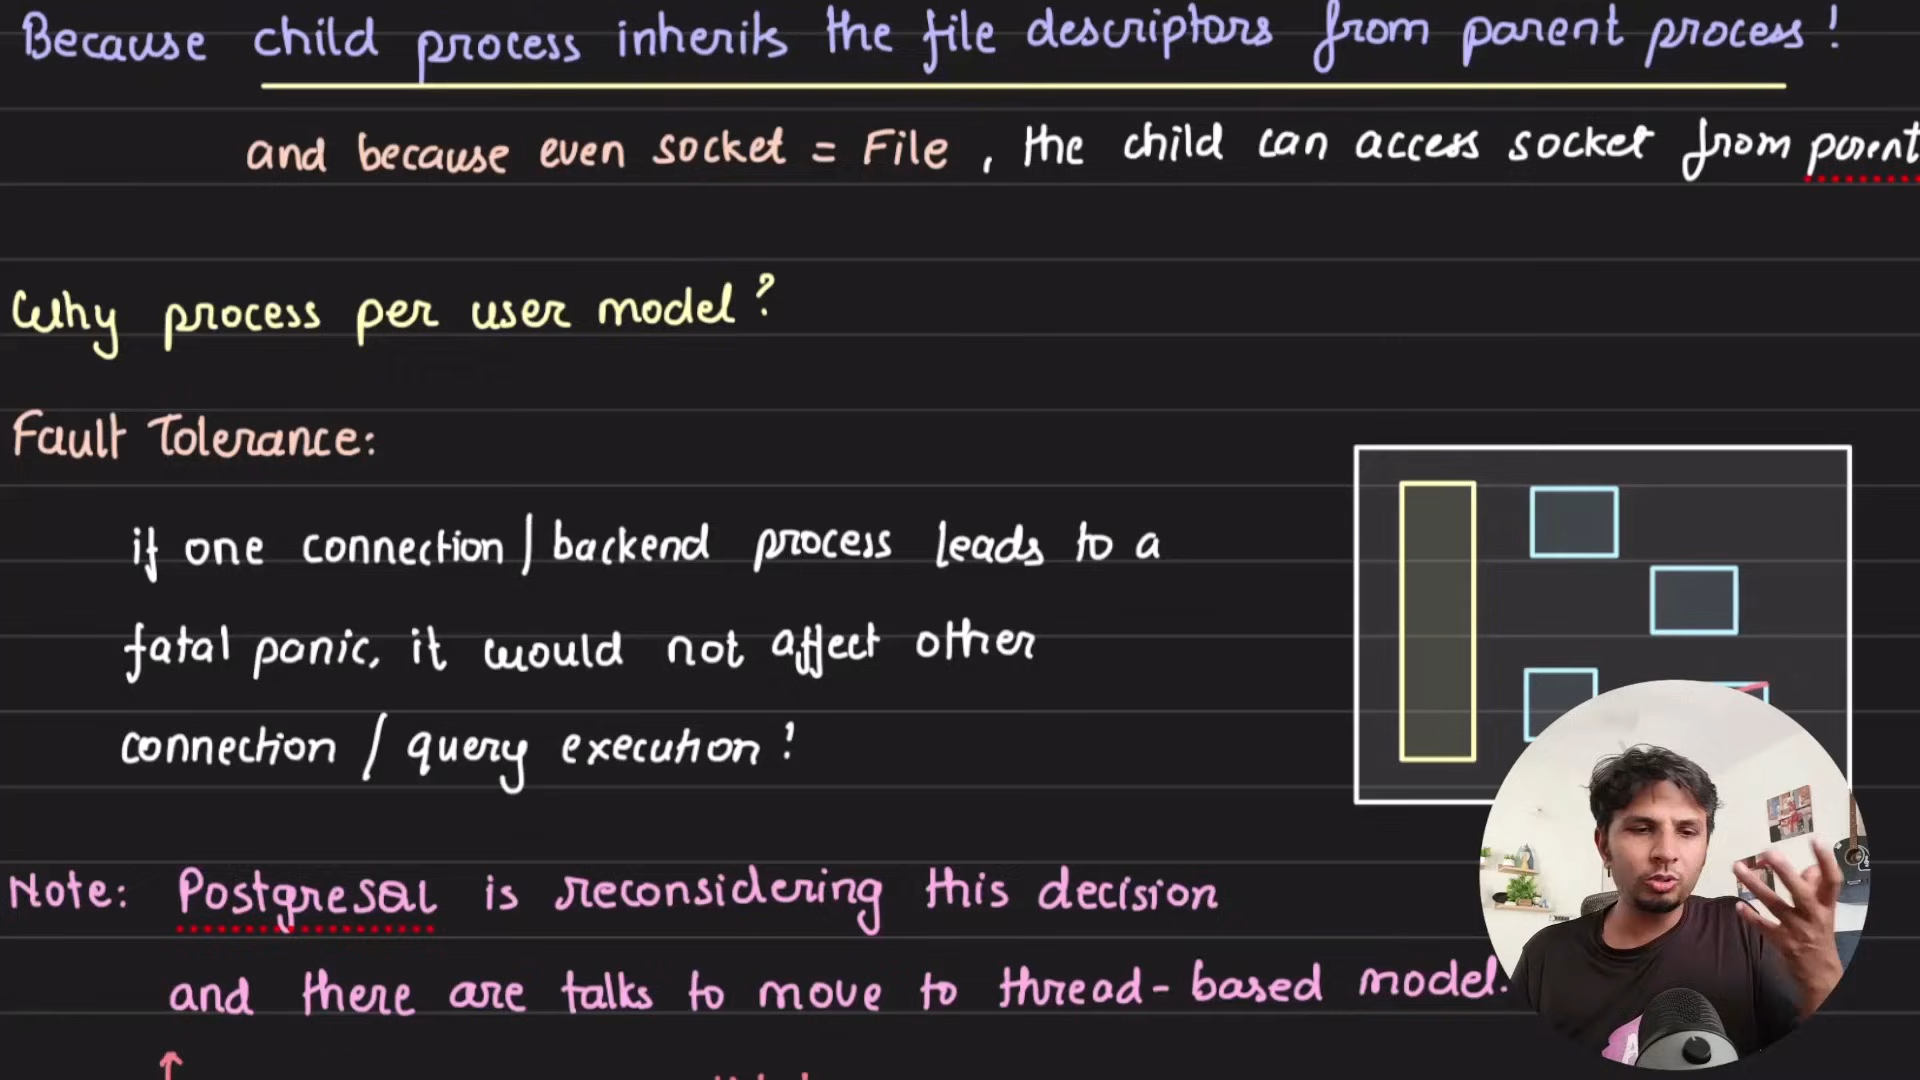 Because child process inherits the file descriptors from parent process!
and because even socket = File , the child can access socket from parent
Why process per user model?
Fault Tolerance:
if one connection / backend process leads to a
fatal panic, it would not affect other
connection / query execution!
Note: PostgreSQL is reconsidering this decision
and there are talks to move to thread-based model.